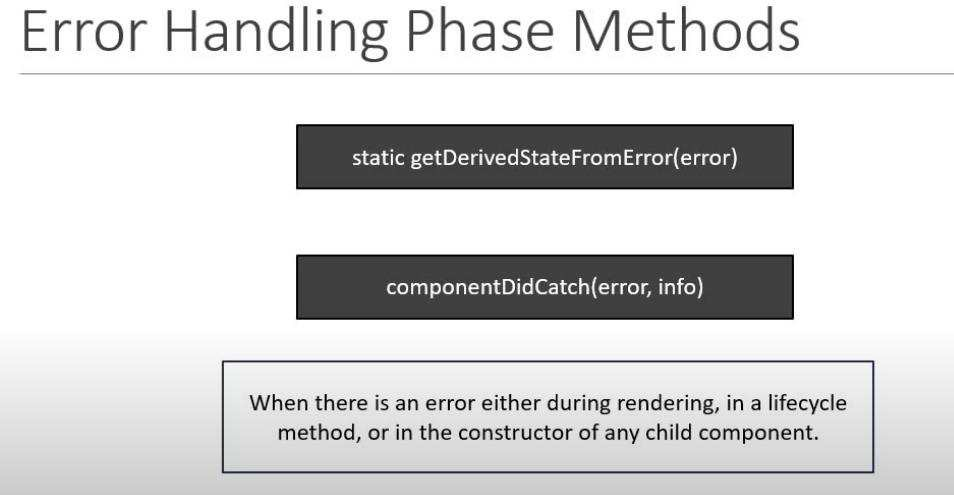 Error Handling Phase Methods
static getDerivedStateFromError(error)
componentDidCatch(error, info)
When there is an error either during rendering, in a lifecycle
method, or in the constructor of any child component.